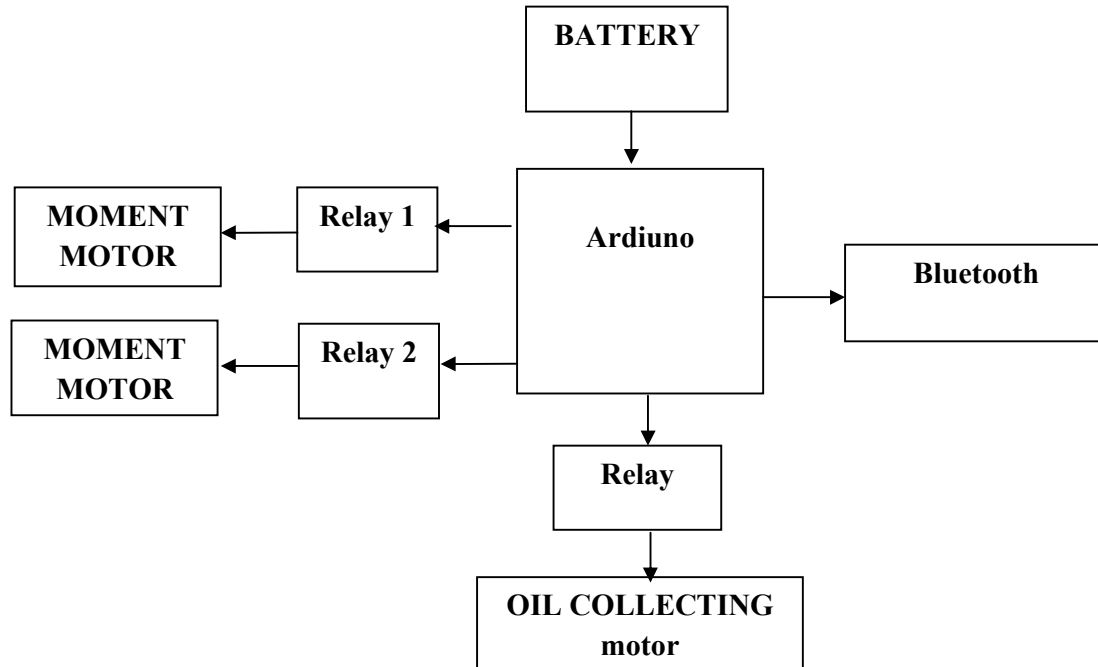 BATTERY
MOMENT
MOTOR
Relay 1
Ardiuno
Bluetooth
MOMENT
MOTOR
Relay 2
Relay
OIL COLLECTING
motor